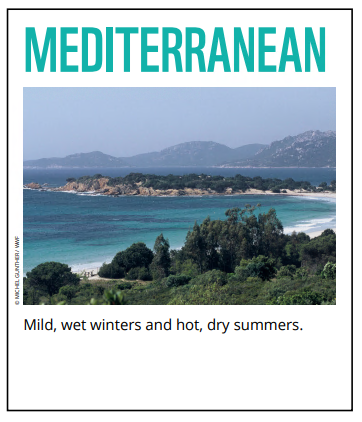 MEDITERRANEAN
© MICHEL GUNTHER / WWF
Mild, wet winters and hot, dry summers.